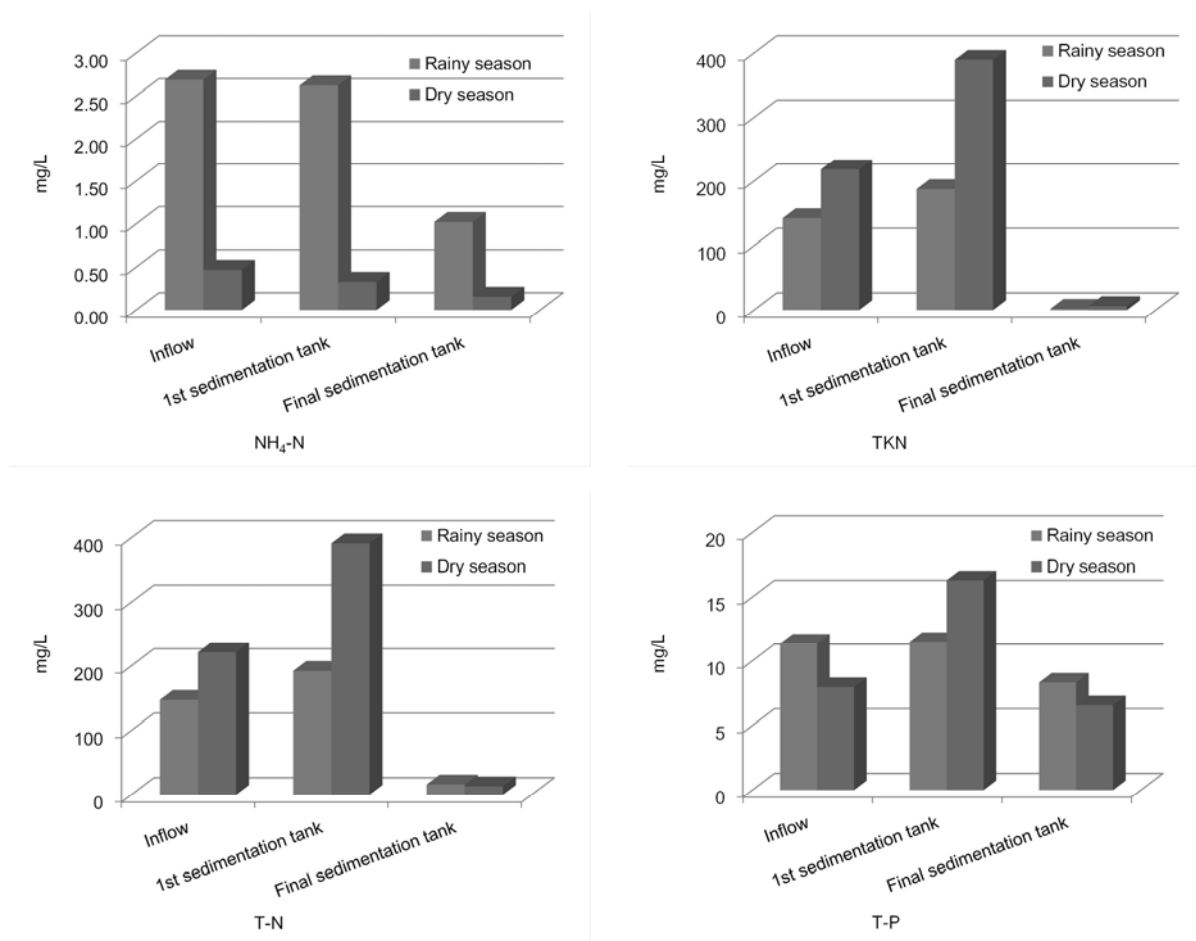 3.00
2.50
2.00
1.50
1.00
0.50
0.00
mg/L
Rainy season
Dry season
Inflow
1st sedimentation tank
Final sedimentation tank
NH₄-N
400
300
200
100
0
mg/L
Rainy season
Dry season
Inflow
1st sedimentation tank
Final sedimentation tank
TKN
400
300
200
100
0
mg/L
Rainy season
Dry season
Inflow
1st sedimentation tank
Final sedimentation tank
T-N
20
15
10
5
0
mg/L
Rainy season
Dry season
Inflow
1st sedimentation tank
Final sedimentation tank
T-P